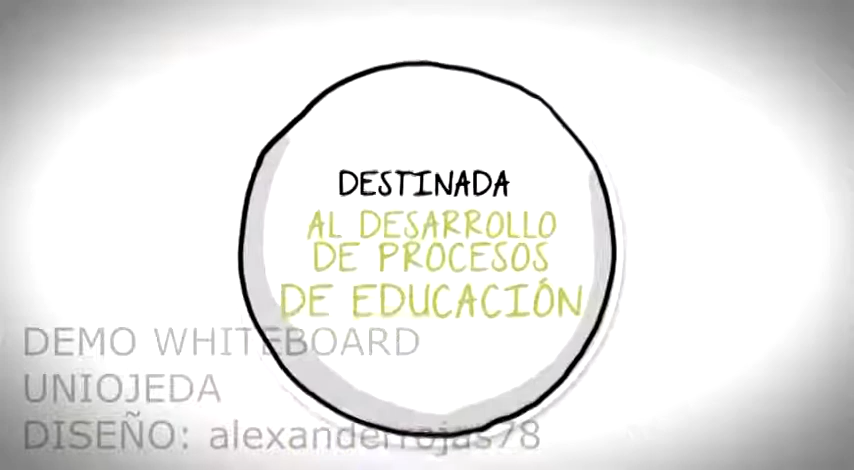 DESTINADA
AL DESARROLLO
DE PROCESOS
DE EDUCACIÓN
DEMO WHITEBOARD
UNIOJEDA
DISEÑO: alexanderrojas78